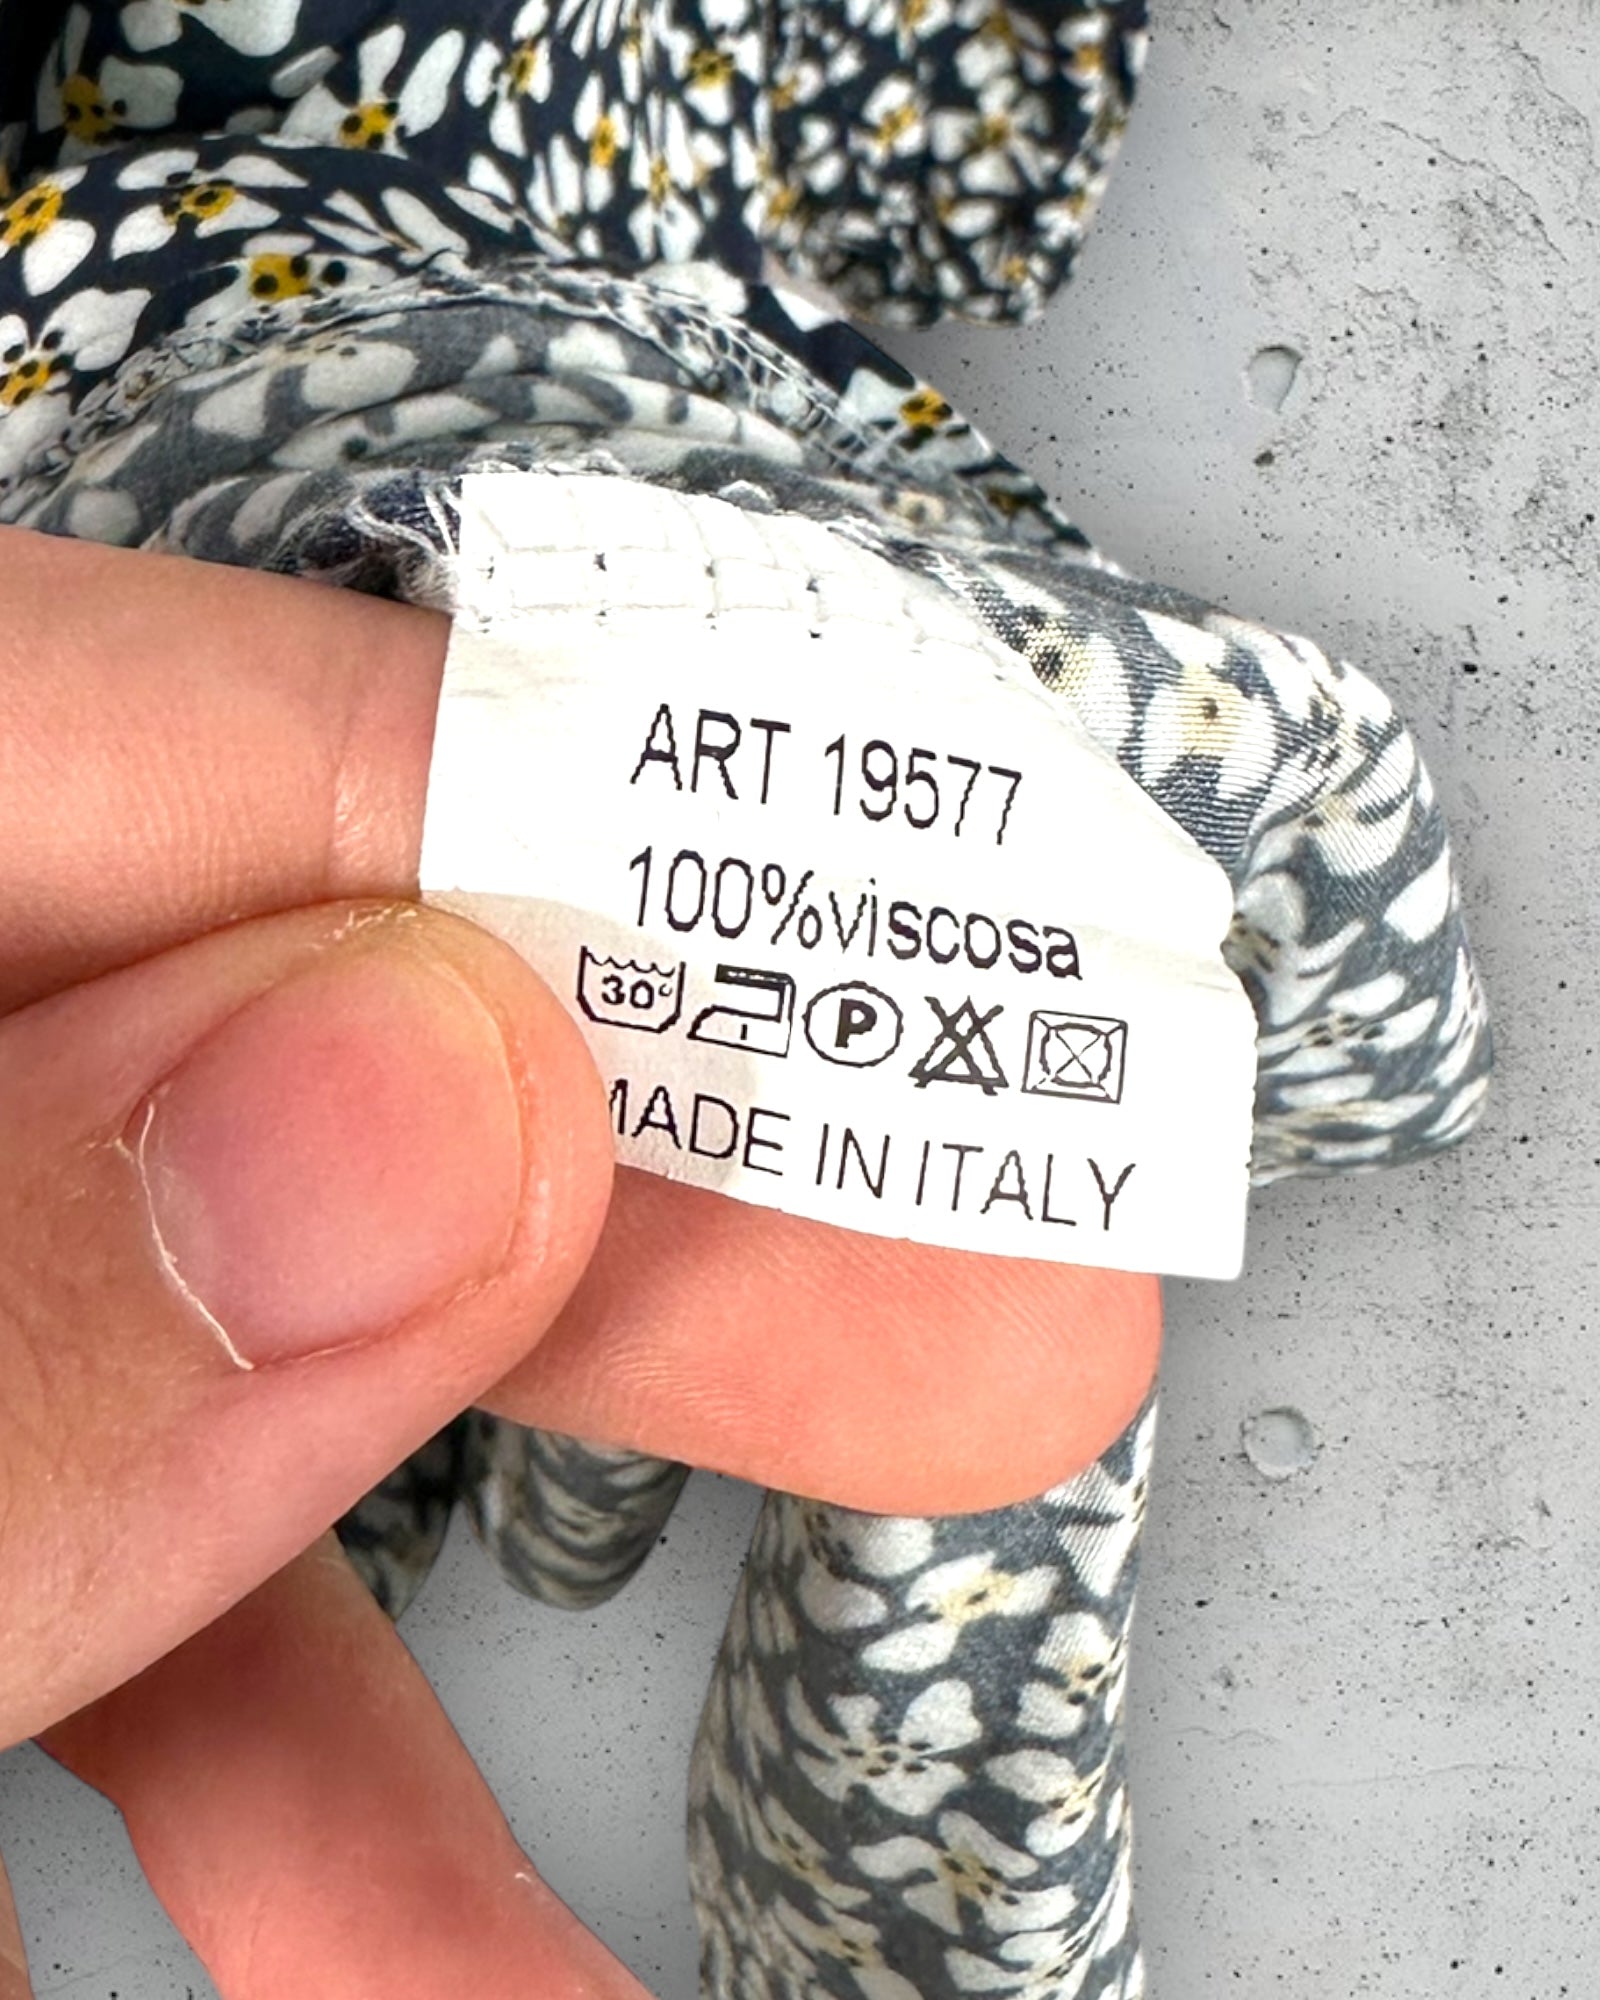 ART 19577
100%viscosa
30° P
MADE IN ITALY